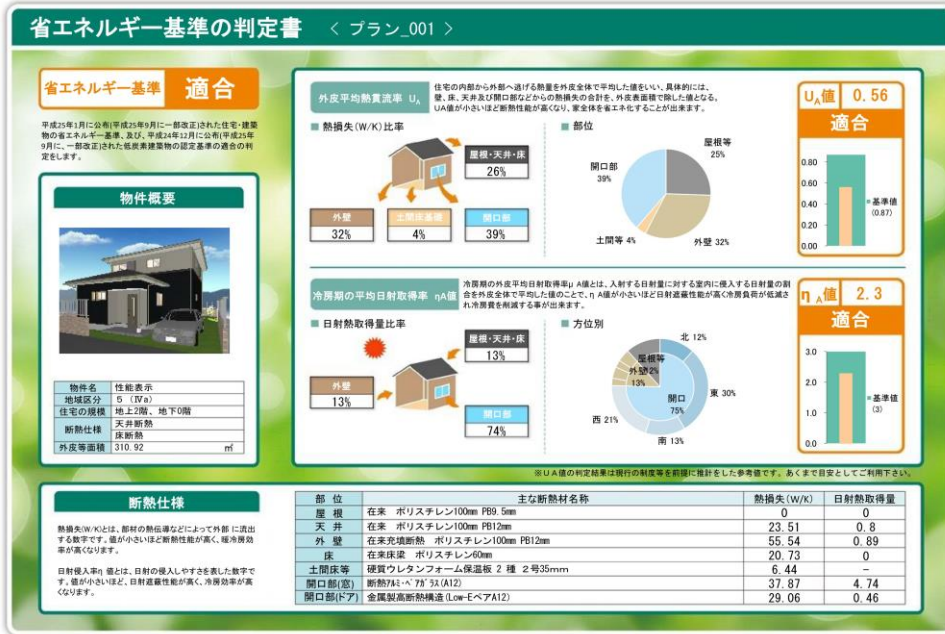 省エネルギー基準の判定書 < プラン_001 >
省エネルギー基準 適合
平成25年1月に公布(平成25年9月に一部改正)された住宅・建築
物の省エネルギー基準、及び、平成24年12月に公布(平成25年
9月に、一部改正)された低炭素建築物の認定基準の適合の判
定をします。
物件概要
物件名 性能表示
地域区分 5 (Ⅳa)
住宅の規模 地上2階、地下0階
断熱仕様 天井断熱
床断熱
外皮等面積 310.92 ㎡
外皮平均熱貫流率 UA
住宅の内部から外部へ逃げる熱量を外皮全体で平均した値をいい、具体的には、
壁、床、天井及び開口部などからの熱損失の合計を、外皮表面積で除した値となる、
UA値が小さいほど断熱性能が高くなり、家全体を省エネ化することが出来ます。
■ 熱損失(W/K)比率
屋根・天井・床
26%
外壁
32%
土間床基礎
4%
開口部
39%
■ 部位
屋根等
25%
開口部
39%
土間等 4%
外壁 32%
UA値 0.56
適合
0.80
0.60
0.40
0.20
0.00
基準値
(0.87)
冷房期の平均日射取得率 ηA値
冷房期の外皮平均日射取得率μ A値とは、入射する日射量に対する室内に侵入する日射量の割
合を外皮全体で平均した値のことで、η A値が小さいほど日射遮蔽性能が高く冷房負荷が低減さ
れ冷房費を削減する事が出来ます。
■ 日射熱取得量比率
屋根・天井・床
13%
外壁
13%
開口部
74%
■ 方位別
北 12%
東 30%
南 13%
西 21%
屋根等
12%
外壁
13%
開口
75%
ηA値 2.3
適合
3.0
2.0
1.0
0.0
基準値
(3)
※UA値の判定結果は現行の制度等を前提に推計をした参考値です。あくまで目安としてご利用下さい。
断熱仕様
熱損失(W/K)とは、部材の熱伝導などによって外部 に流出
する数字です。値が小さいほど断熱性能が高く、暖冷房効
率が高くなります。
日射侵入率η 値とは、日射の侵入しやすさを表した数字で
す。値が小さいほど、日射遮蔽性能が高く、冷房効率が高
くなります。
部 位 主な断熱材名称 熱損失(W/K) 日射熱取得量
屋 根 在来 ポリスチレン100mm PB9.5mm 0 0
天 井 在来 ポリスチレン100mm PB12mm 23.51 0.8
外 壁 在来充填断熱 ポリスチレン100mm PB12mm 55.54 0.89
床 在来床梁 ポリスチレン60mm 20.73 0
土間床等 硬質ウレタンフォーム保温板 2 種 2号35mm 6.44 -
開口部(窓) 断熱アルミ・ペアガラス(A12) 37.87 4.74
開口部(ドア) 金属製高断熱構造(Low-EペアA12) 29.06 0.46